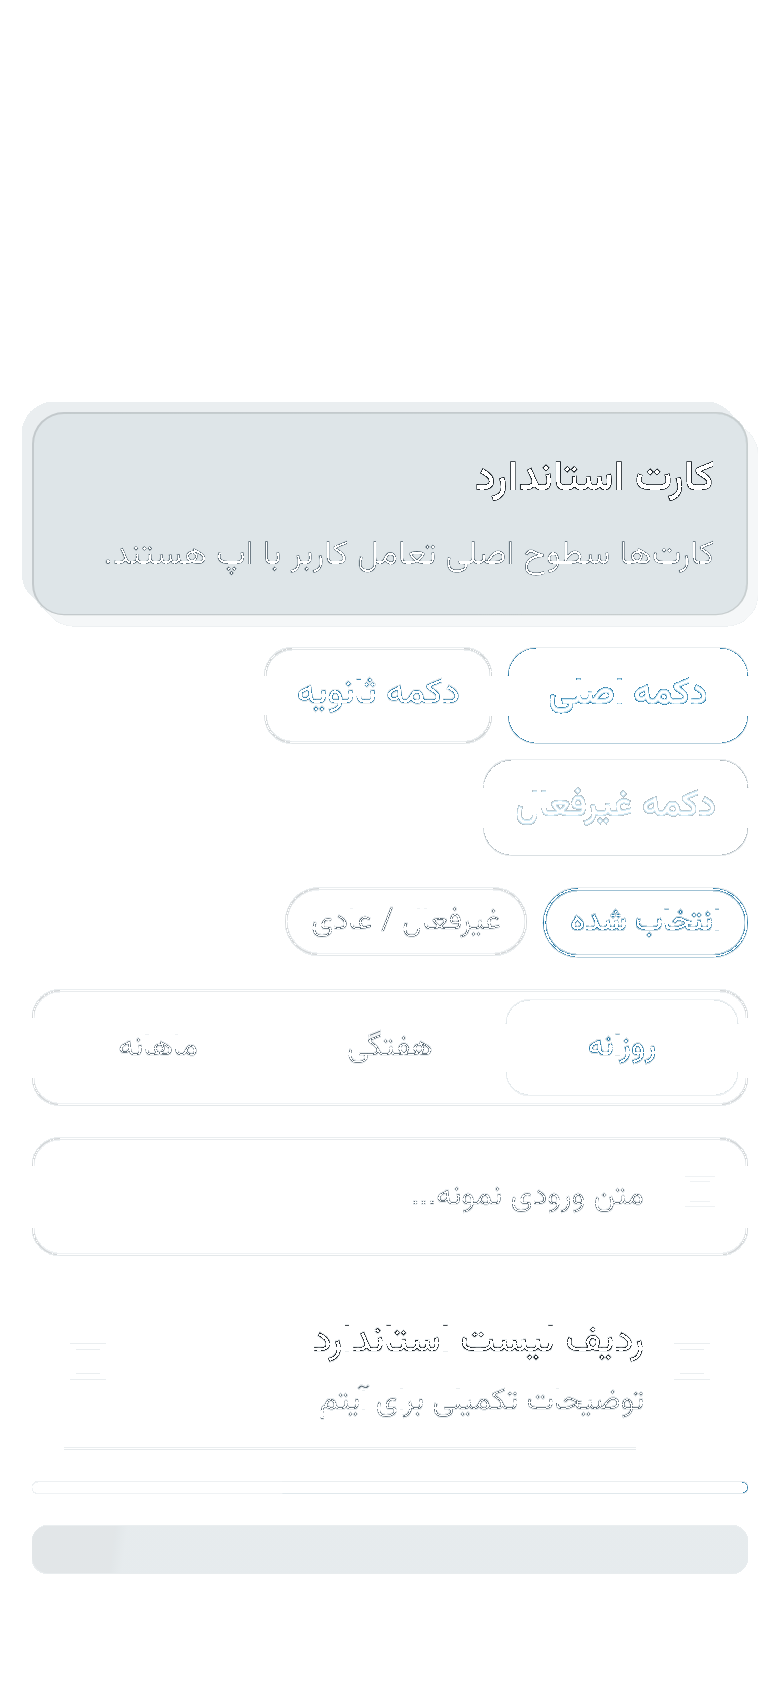 کارت استاندارد
کارت‌ها سطوح اصلی تعامل کاربر با اپ هستند.
دکمه اصلی
دکمه ثانویه
دکمه غیرفعال
انتخاب شده
غیرفعال / عادی
روزانه
هفتگی
ماهانه
متن ورودی نمونه...
ردیف لیست استاندارد
توضیحات تکمیلی برای آیتم